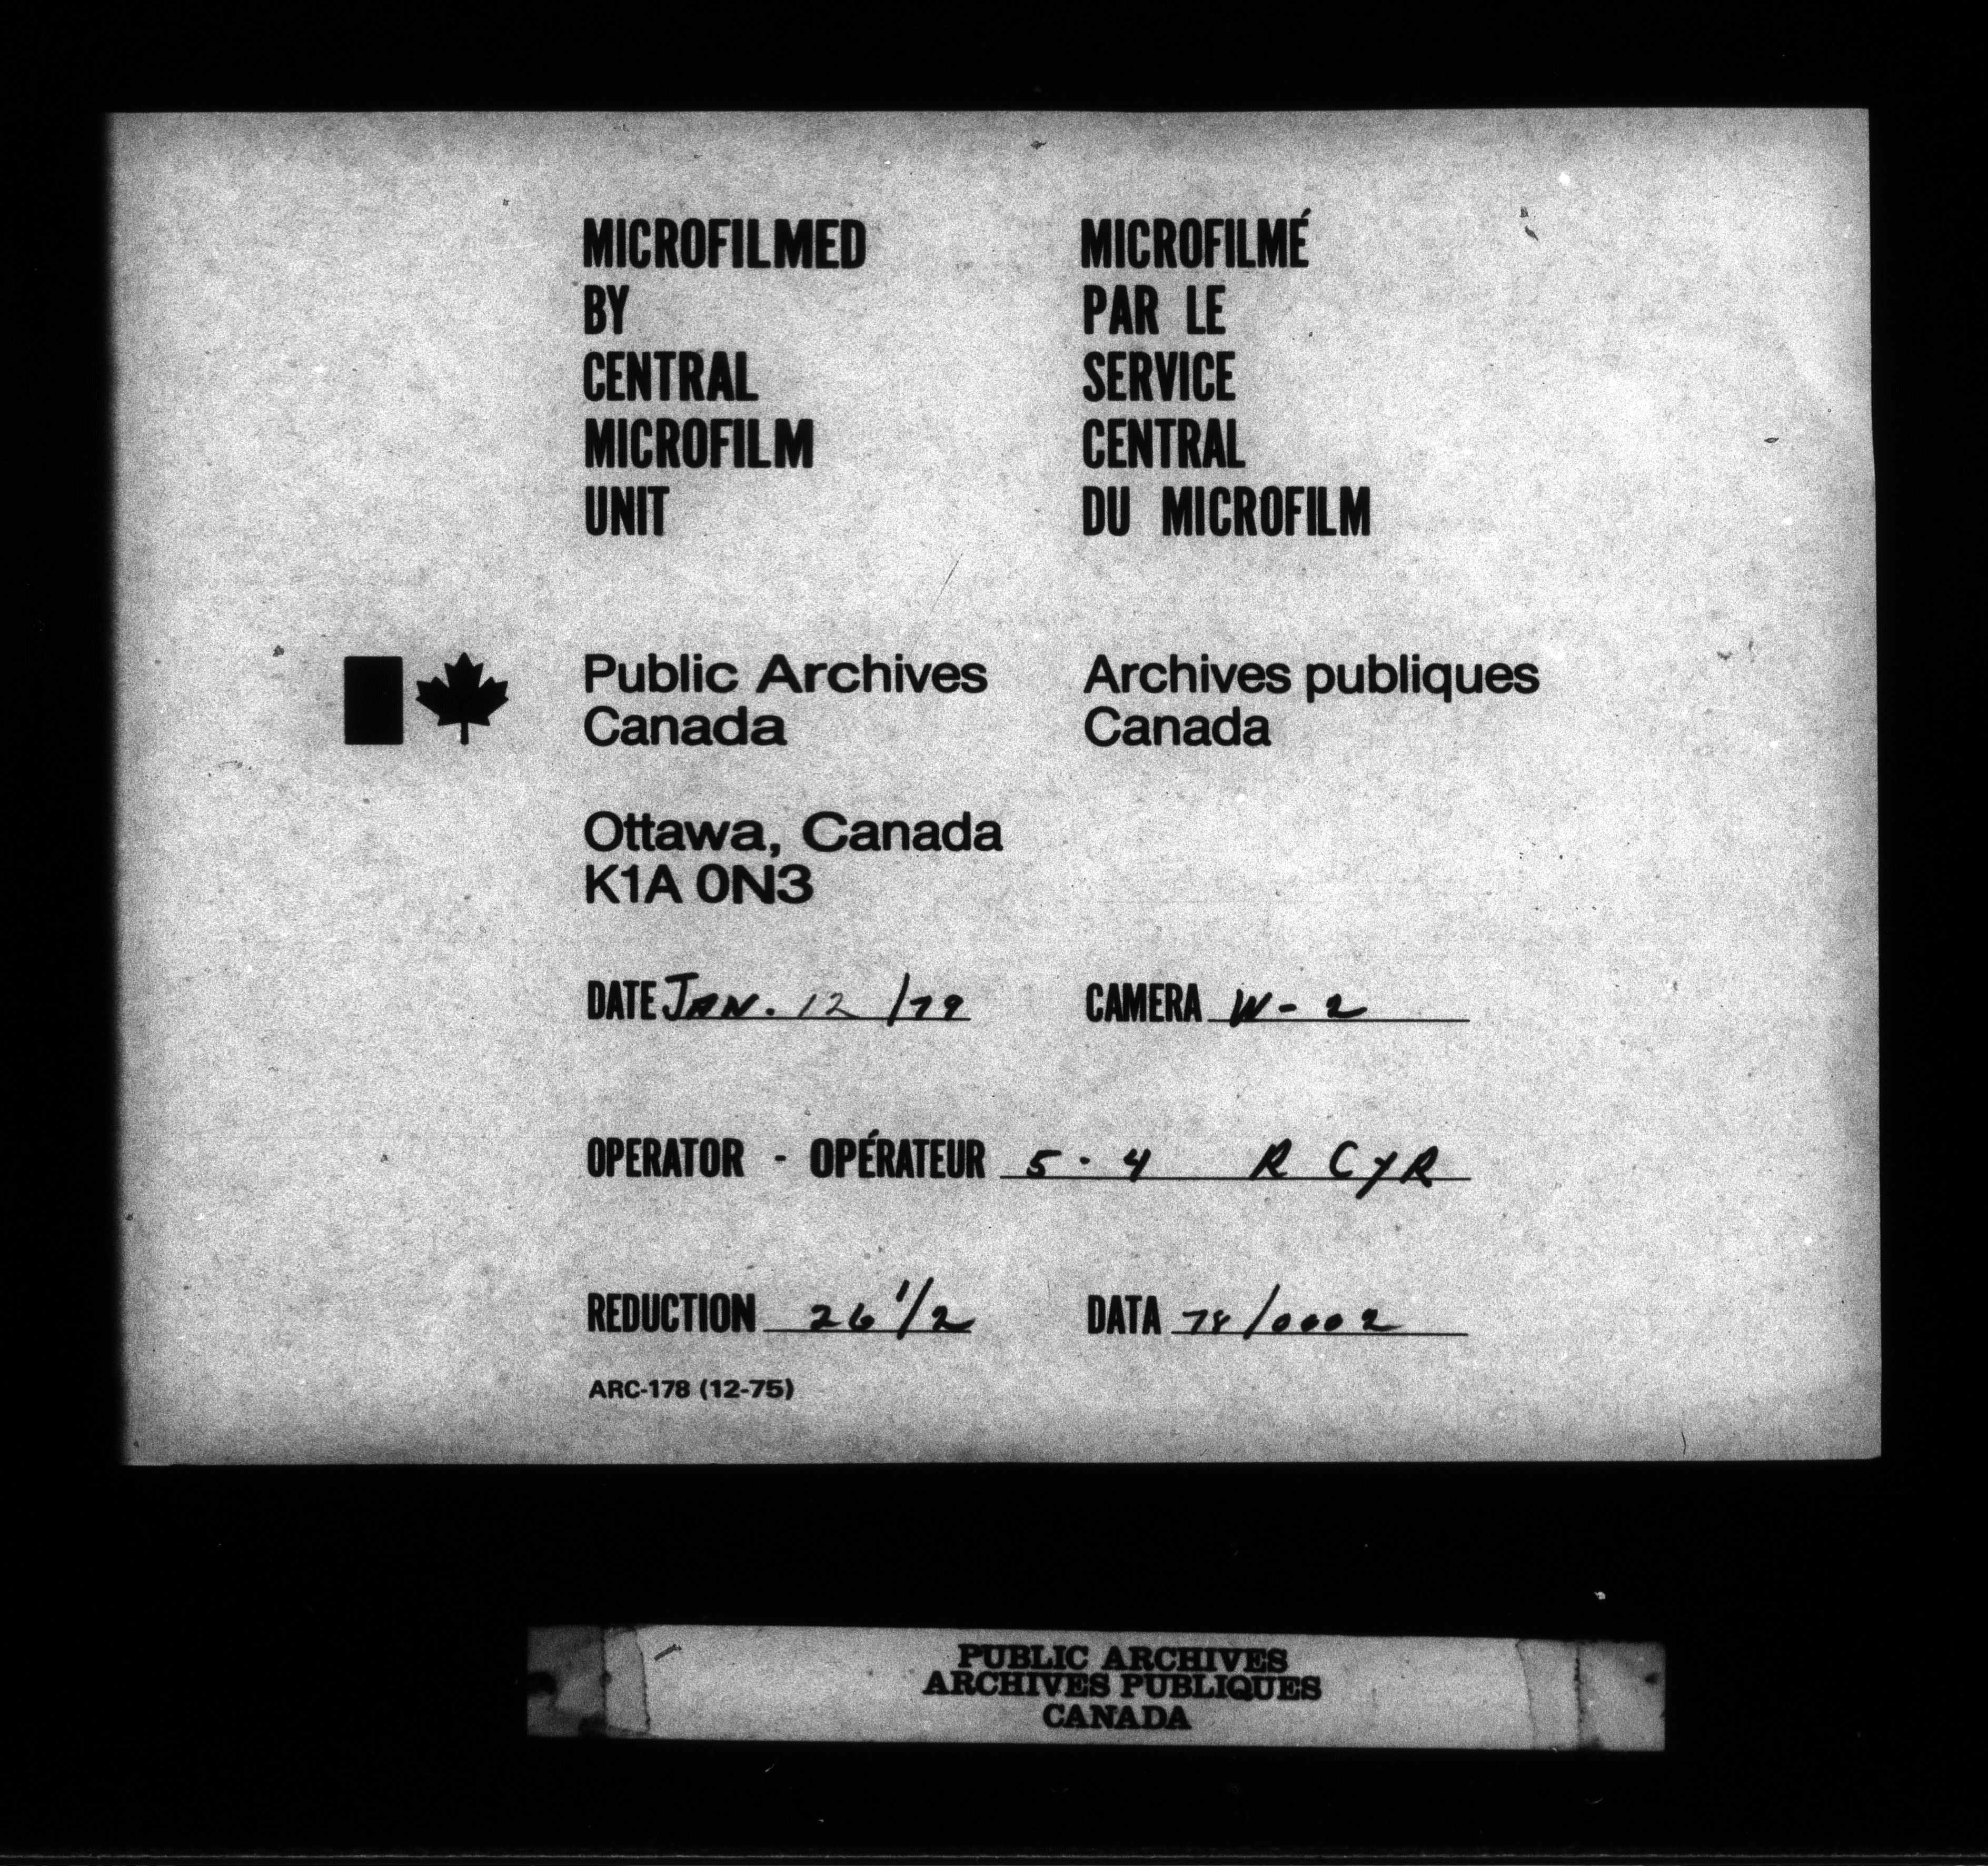 MICROFILMED
BY
CENTRAL
MICROFILM
UNIT
MICROFILMÉ
PAR LE
SERVICE
CENTRAL
DU MICROFILM
Public Archives
Canada
Archives publiques
Canada
Ottawa, Canada
K1A 0N3
DATE JAN. 12 /79
CAMERA W-2
OPERATOR - OPÉRATEUR 5.4 R CYR
REDUCTION 26 1/2
DATA 78/0002
ARC-178 (12-75)
PUBLIC ARCHIVES
ARCHIVES PUBLIQUES
CANADA